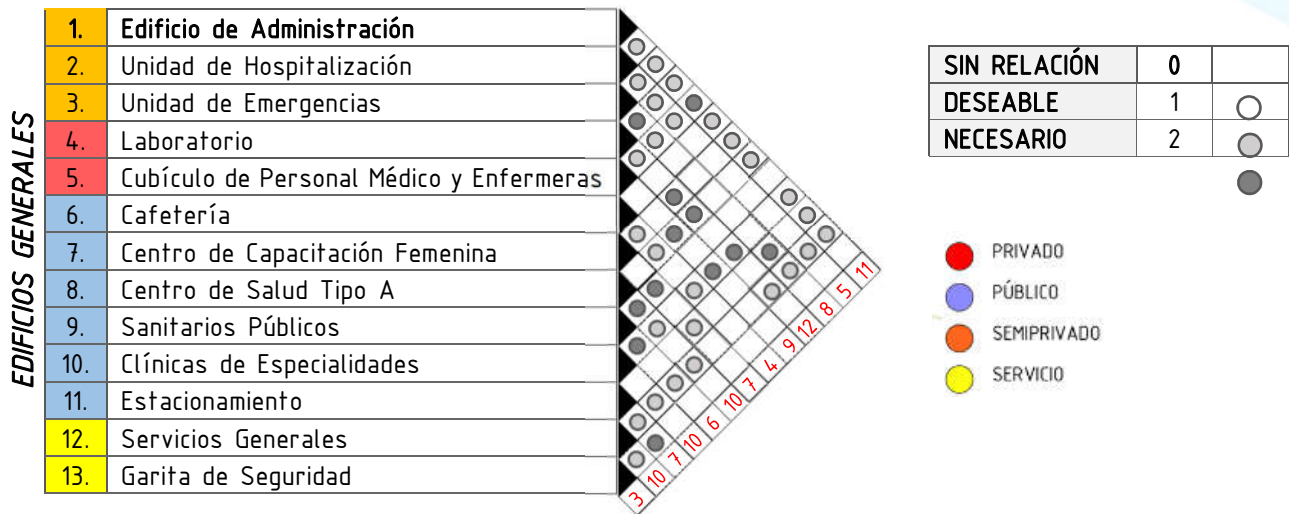 EDIFICIOS GENERALES
1. Edificio de Administración
2. Unidad de Hospitalización
3. Unidad de Emergencias
4. Laboratorio
5. Cubículo de Personal Médico y Enfermeras
6. Cafetería
7. Centro de Capacitación Femenina
8. Centro de Salud Tipo A
9. Sanitarios Públicos
10. Clínicas de Especialidades
11. Estacionamiento
12. Servicios Generales
13. Garita de Seguridad
3 10 7 10 6 10 7 4 9 12 8 5 11
SIN RELACIÓN 0
DESEABLE 1
NECESARIO 2
PRIVADO
PÚBLICO
SEMIPRIVADO
SERVICIO